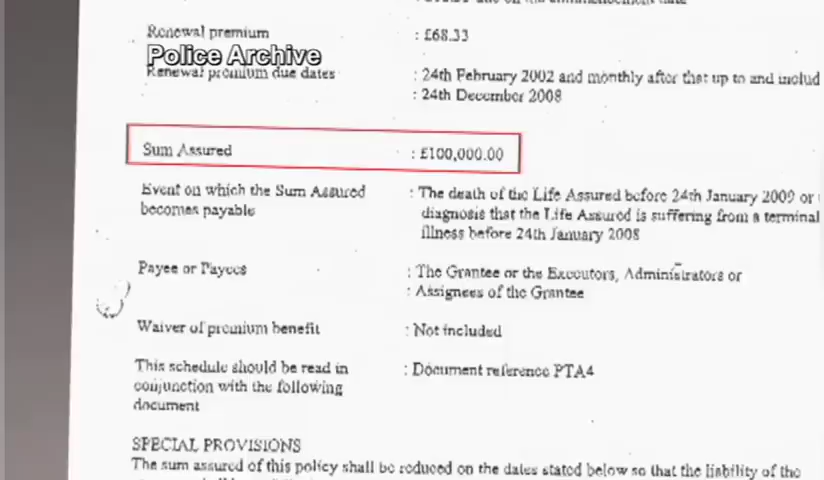 Renewal premium : £68.33
Police Archive
Renewal premium due dates : 24th February 2002 and monthly after that up to and includ
: 24th December 2008
Sum Assured : £100,000.00
Event on which the Sum Assured : The death of the Life Assured before 24th January 2009 or
becomes payable diagnosis that the Life Assured is suffering from a terminal
illness before 24th January 2008
Payee or Payees : The Grantee or the Executors, Administrators or
: Assignees of the Grantee
Waiver of premium benefit : Not included
This schedule should be read in : Document reference PTA4
conjunction with the following
document
SPECIAL PROVISIONS
The sum assured of this policy shall be reduced on the dates stated below so that the liability of the